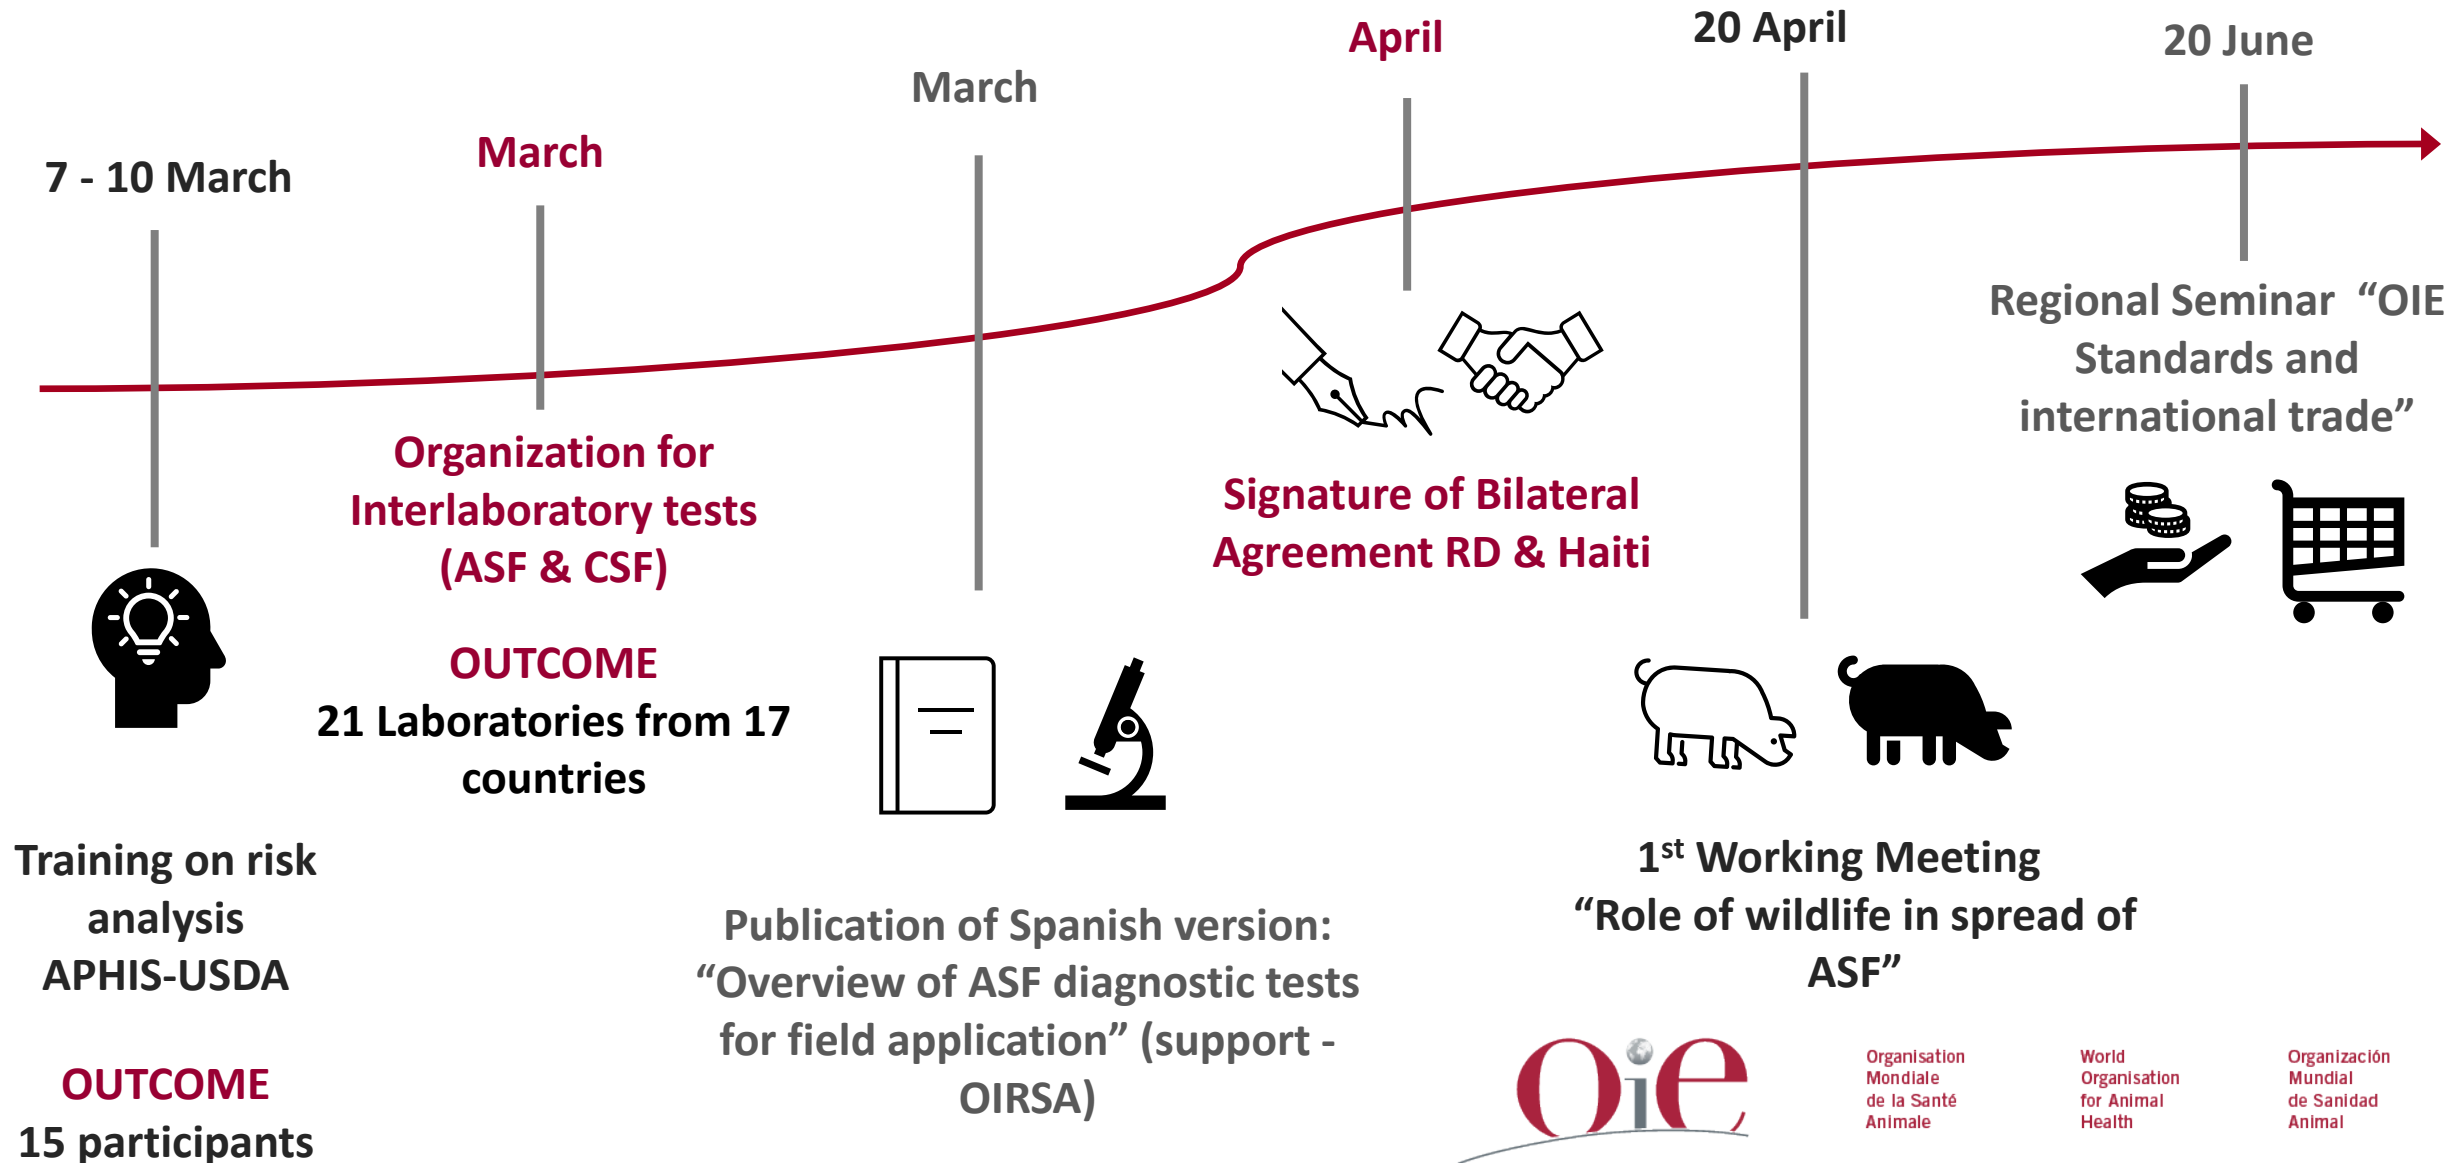 7 - 10 March
Training on risk
analysis
APHIS-USDA
OUTCOME
15 participants
March
Organization for
Interlaboratory tests
(ASF & CSF)
OUTCOME
21 Laboratories from 17
countries
March
Publication of Spanish version:
“Overview of ASF diagnostic tests
for field application” (support -
OIRSA)
April
Signature of Bilateral
Agreement RD & Haiti
20 April
1st Working Meeting
“Role of wildlife in spread of
ASF”
20 June
Regional Seminar “OIE
Standards and
international trade”
oie
Organisation
Mondiale
de la Santé
Animale
World
Organisation
for Animal
Health
Organización
Mundial
de Sanidad
Animal